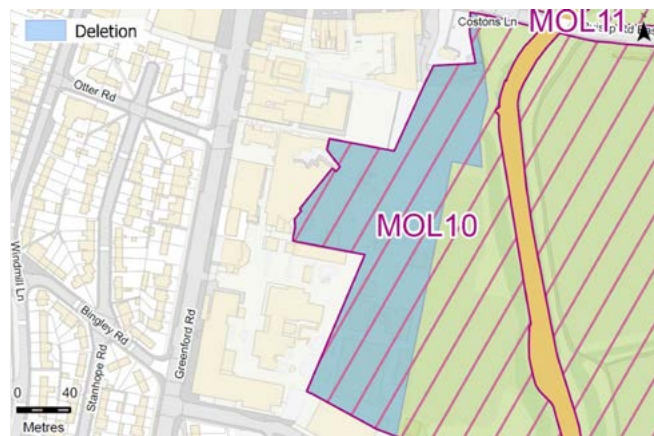 Deletion
Costons Ln
MOL11
Otter Rd
MOL10
Windmill Ln
Bingley Rd
Greenford Rd
Stanhope Rd
0 40
Metres